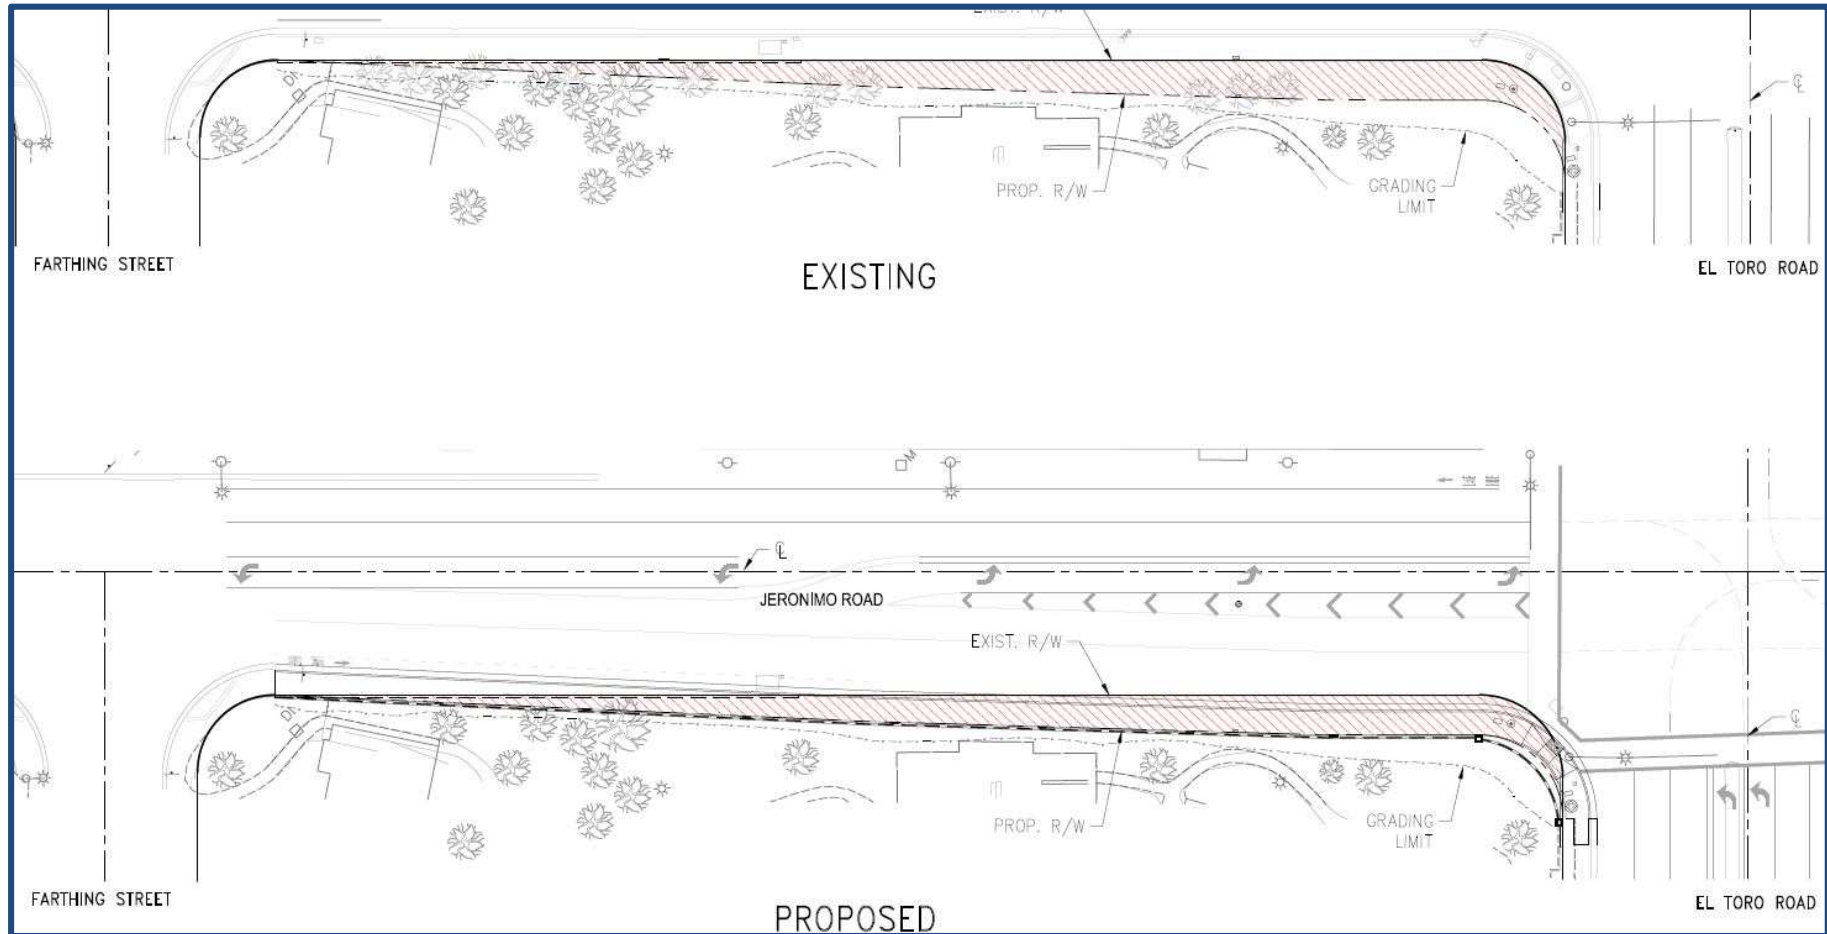 EXIST. R/W
PROP. R/W
GRADING
LIMIT
FARTHING STREET
EXISTING
EL TORO ROAD
M
JERONIMO ROAD
EXIST. R/W
PROP. R/W
GRADING
LIMIT
FARTHING STREET
PROPOSED
EL TORO ROAD